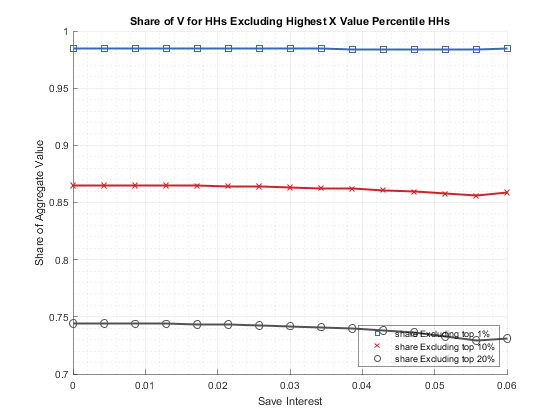 Share of V for HHs Excluding Highest X Value Percentile HHs
1
0.95
0.9
0.85
0.8
0.75
0.7
Share of Aggregate Value
share Excluding top 1%
share Excluding top 10%
share Excluding top 20%
0 0.01 0.02 0.03 0.04 0.05 0.06
Save Interest